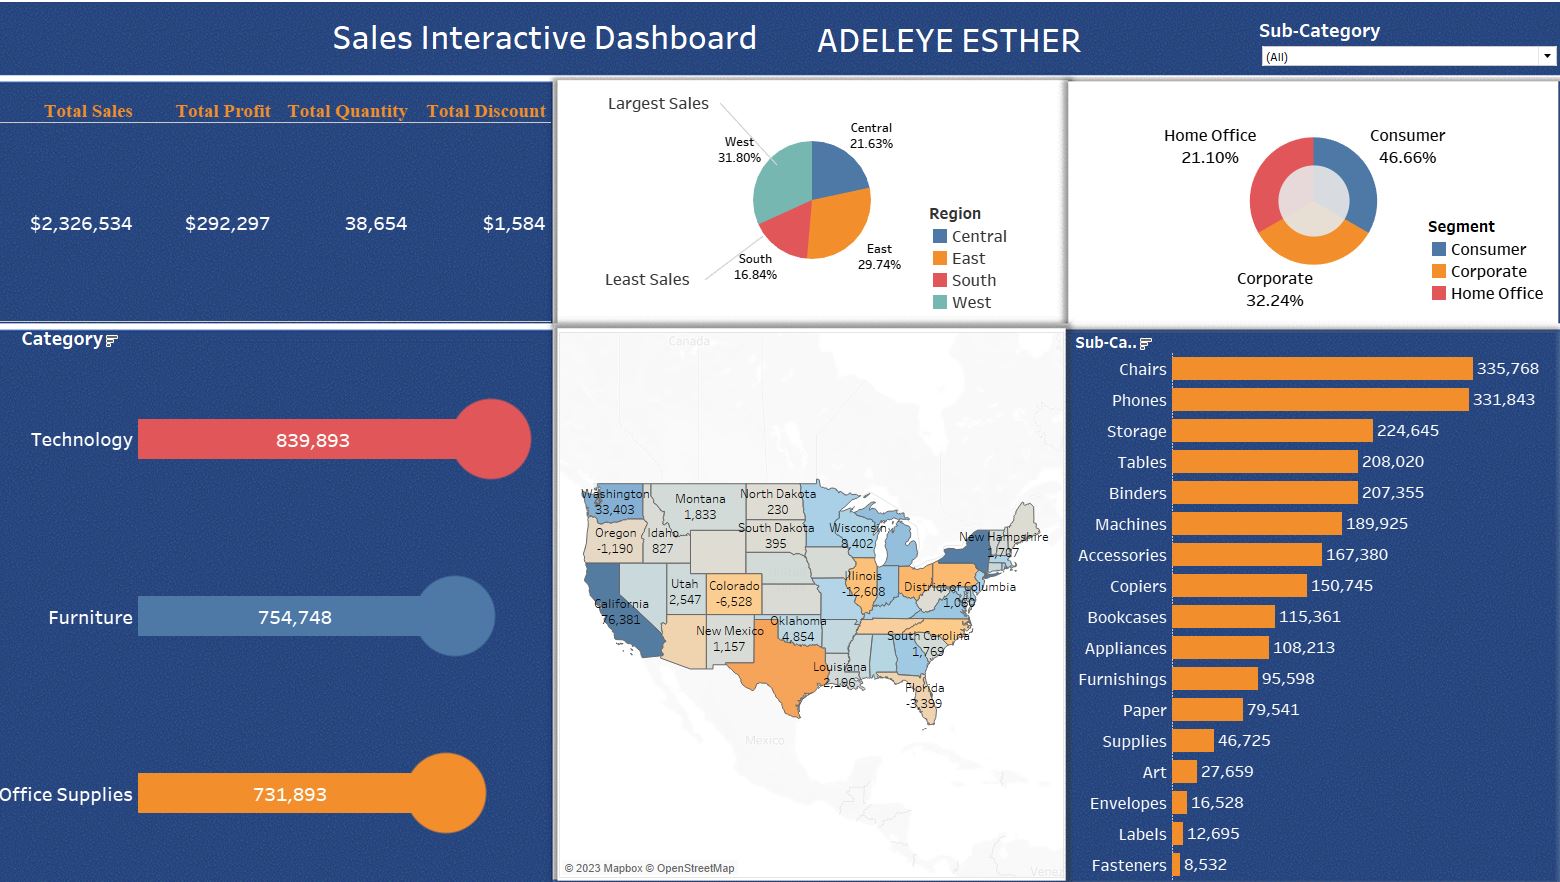 Sales Interactive Dashboard
ADELEYE ESTHER
Sub-Category
(All)
Total Sales
Total Profit
Total Quantity
Total Discount
$2,326,534
$292,297
38,654
$1,584
Largest Sales
Least Sales
West
31.80%
Central
21.63%
East
29.74%
South
16.84%
Region
Central
East
South
West
Home Office
21.10%
Consumer
46.66%
Corporate
32.24%
Segment
Consumer
Corporate
Home Office
Category
Technology
839,893
Furniture
754,748
Office Supplies
731,893
Canada
Washington
33,403
Montana
1,833
North Dakota
230
Oregon
-1,190
Idaho
827
South Dakota
395
Wisconsin
8,402
New Hampshire
1,707
Utah
2,547
Colorado
-6,528
Illinois
-12,608
District of Columbia
1,060
California
76,381
New Mexico
1,157
Oklahoma
4,854
South Carolina
1,769
Louisiana
2,196
Florida
-3,399
Mexico
© 2023 Mapbox © OpenStreetMap
Sub-Ca..
Chairs 335,768
Phones 331,843
Storage 224,645
Tables 208,020
Binders 207,355
Machines 189,925
Accessories 167,380
Copiers 150,745
Bookcases 115,361
Appliances 108,213
Furnishings 95,598
Paper 79,541
Supplies 46,725
Art 27,659
Envelopes 16,528
Labels 12,695
Fasteners 8,532